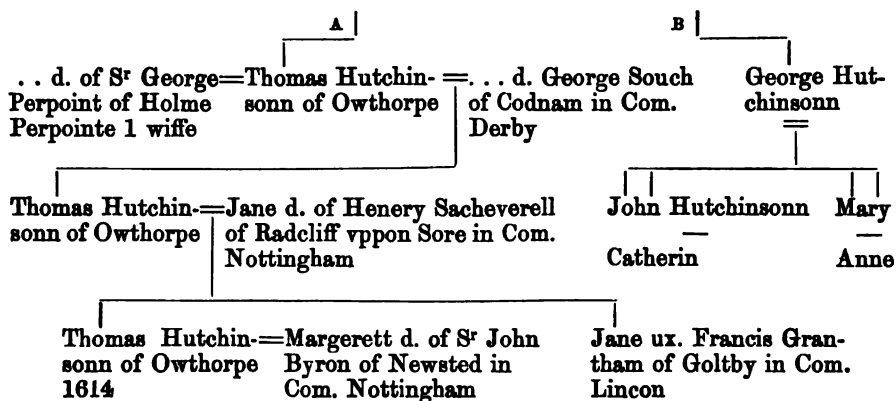 A B
. . d. of Sʳ George=Thomas Hutchin- = . . . d. George Souch George Hut-
Perpoint of Holme sonn of Owthorpe of Codnam in Com. chinsonn
Perpointe 1 wiffe Derby =
Thomas Hutchin-=Jane d. of Henery Sacheverell John Hutchinsonn Mary
sonn of Owthorpe of Radcliff vppon Sore in Com. — —
Nottingham Catherin Anne
Thomas Hutchin-=Margerett d. of Sʳ John Jane ux. Francis Gran-
sonn of Owthorpe Byron of Newsted in tham of Goltby in Com.
1614 Com. Nottingham Lincon